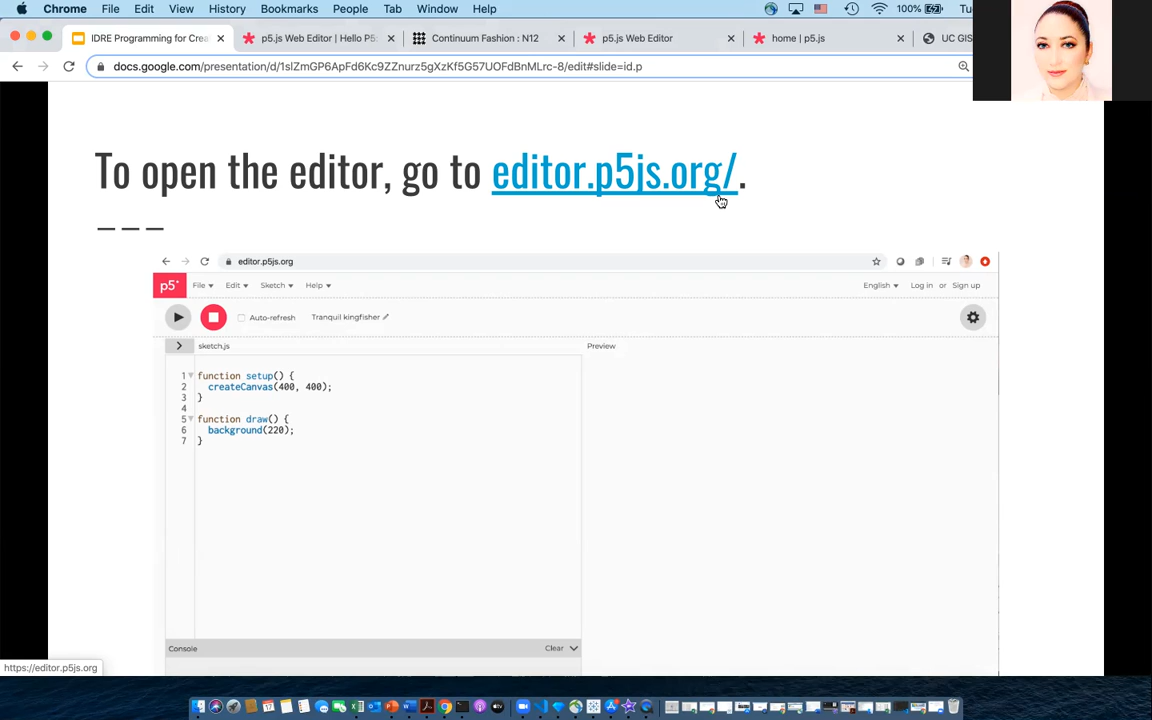 Chrome File Edit View History Bookmarks People Tab Window Help 100% Tu
IDRE Programming for Crea × p5.js Web Editor | Hello P5 × Continuum Fashion : N12 × p5.js Web Editor × home | p5.js × UC GIS
docs.google.com/presentation/d/1slZmGP6ApFd6Kc9ZZnurz5gXzKf5G57UOFdBnMLrc-8/edit#slide=id.p
To open the editor, go to editor.p5js.org/.
editor.p5js.org
p5* File Edit Sketch Help English Log in or Sign up
Auto-refresh Tranquil kingfisher
sketch.js Preview
1 function setup() {
2 createCanvas(400, 400);
3 }
4
5 function draw() {
6 background(220);
7 }
Console Clear
https://editor.p5js.org